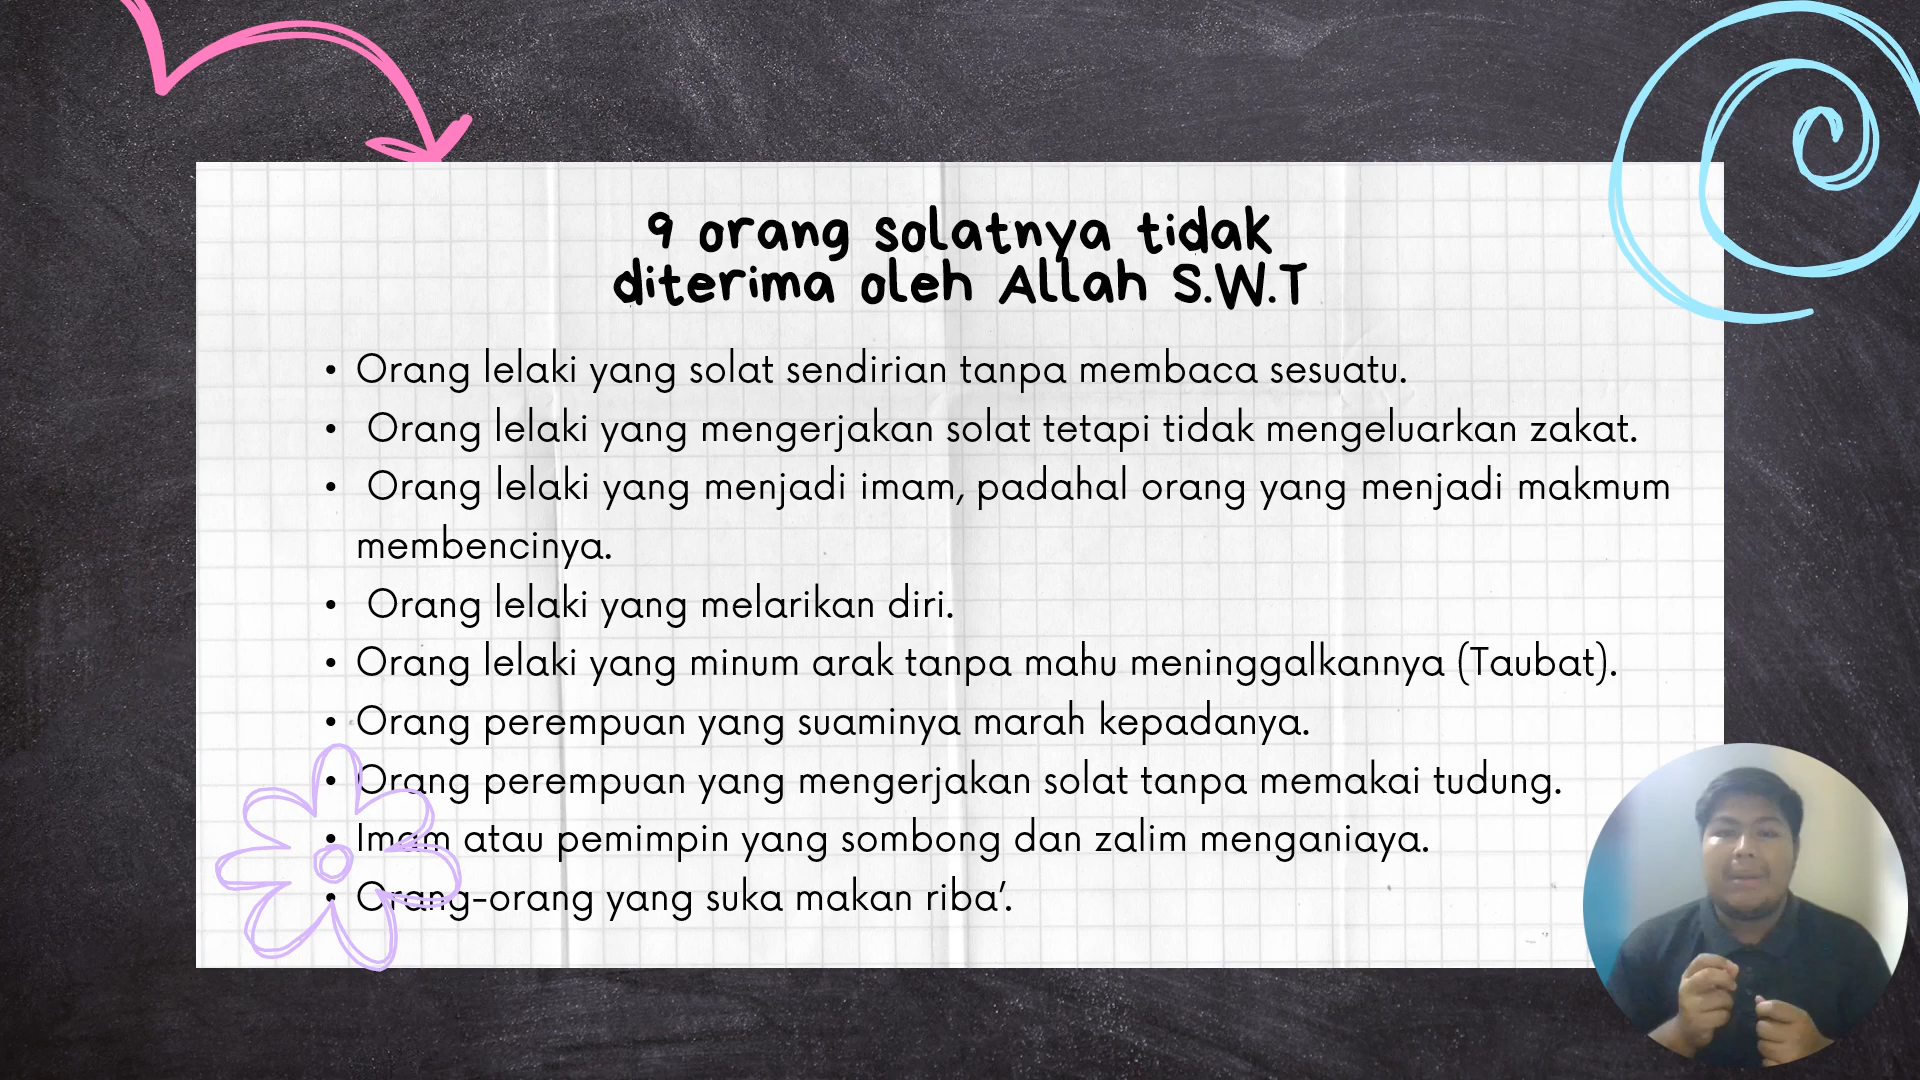 9 orang solatnya tidak
diterima oleh Allah S.W.T
• Orang lelaki yang solat sendirian tanpa membaca sesuatu.
• Orang lelaki yang mengerjakan solat tetapi tidak mengeluarkan zakat.
• Orang lelaki yang menjadi imam, padahal orang yang menjadi makmum
membencinya.
• Orang lelaki yang melarikan diri.
• Orang lelaki yang minum arak tanpa mahu meninggalkannya (Taubat).
• Orang perempuan yang suaminya marah kepadanya.
• Orang perempuan yang mengerjakan solat tanpa memakai tudung.
• Imam atau pemimpin yang sombong dan zalim menganiaya.
• Orang-orang yang suka makan riba’.